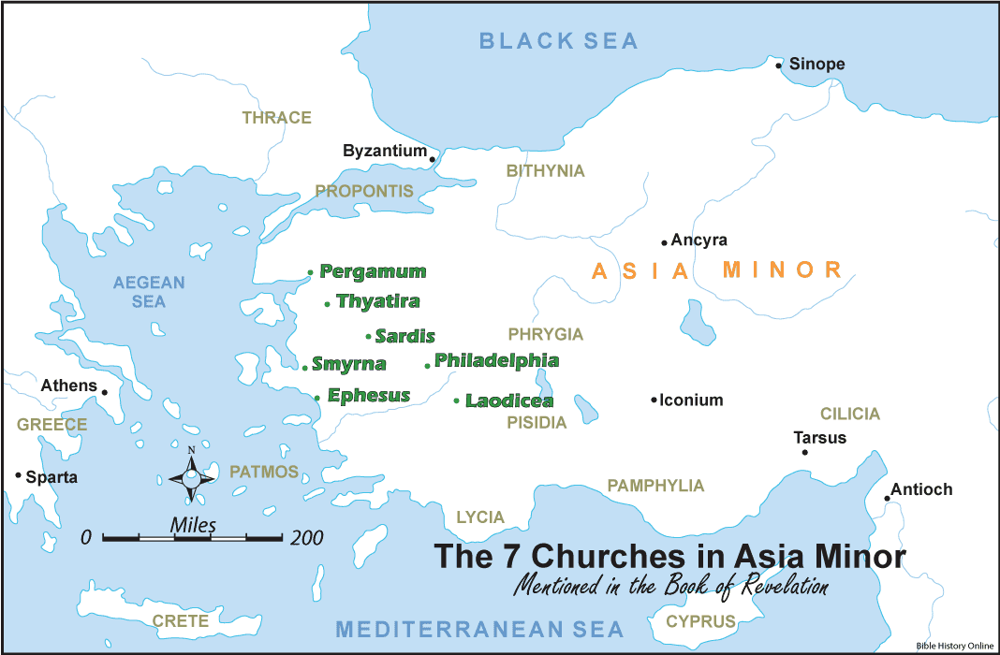 BLACK SEA
Sinope
THRACE
Byzantium
BITHYNIA
PROPONTIS
Ancyra
ASIA MINOR
Pergamum
AEGEAN
SEA
Thyatira
Sardis
PHRYGIA
Smyrna
Philadelphia
Athens
Ephesus
Laodicea
Iconium
GREECE
PISIDIA
CILICIA
Tarsus
N
PATMOS
Sparta
PAMPHYLIA
Antioch
LYCIA
Miles
0 200
The 7 Churches in Asia Minor
Mentioned in the Book of Revelation
CRETE
MEDITERRANEAN SEA
CYPRUS
Bible History Online